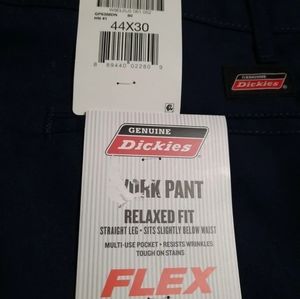 44X30
GENUINE
Dickies
GENUINE
Dickies
WORK PANT
RELAXED FIT
STRAIGHT LEG • SITS SLIGHTLY BELOW WAIST
MULTI-USE POCKET • RESISTS WRINKLES
TOUGH ON STAINS
FLEX